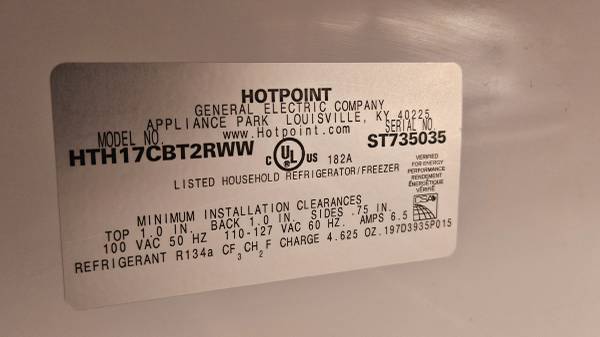 HOTPOINT
GENERAL ELECTRIC COMPANY
APPLIANCE PARK LOUISVILLE, KY 40225
MODEL NO. www.Hotpoint.com SERIAL NO.
HTH17CBT2RWW C UL US 182A ST735035
LISTED HOUSEHOLD REFRIGERATOR/FREEZER
VERIFIED
FOR ENERGY
PERFORMANCE
RENDEMENT
ÉNERGÉTIQUE
VÉRIFIÉ
MINIMUM INSTALLATION CLEARANCES
TOP 1.0 IN. BACK 1.0 IN. SIDES .75 IN.
100 VAC 50 HZ 110-127 VAC 60 HZ. AMPS 6.5
REFRIGERANT R134a CF3CH2F CHARGE 4.625 OZ.197D3935P015